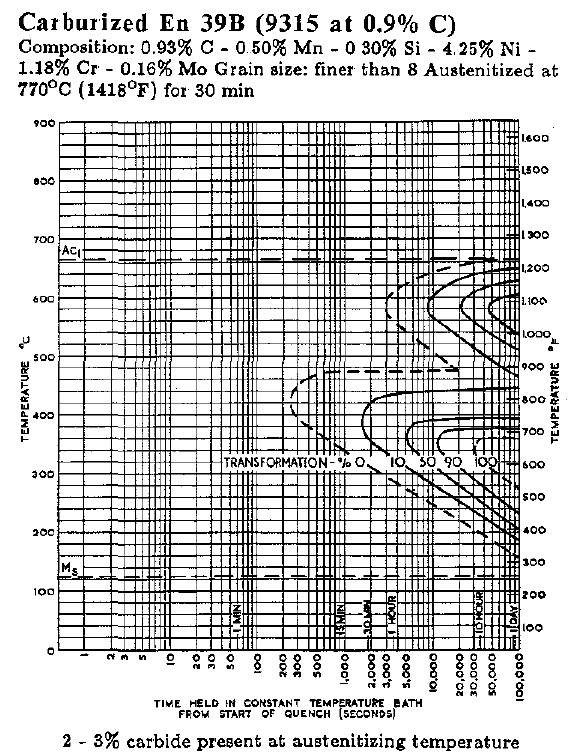 Carburized En 39B (9315 at 0.9% C)
Composition: 0.93% C - 0.50% Mn - 0 30% Si - 4.25% Ni -
1.18% Cr - 0.16% Mo Grain size: finer than 8 Austenitized at
770°C (1418°F) for 30 min
900
800
700
600
500
400
300
200
100
0
TEMPERATURE °C
1,600
1,500
1,400
1,300
1,200
1,100
1,000
900
800
700
600
500
400
300
200
100
TEMPERATURE °F
Ac1
TRANSFORMATION - % 0 10 50 90 100
Ms
1 MIN
15 MIN
30 MIN
1 HOUR
10 HOUR
1 DAY
1 2 3 5 10 20 30 50 100 200 300 500 1,000 2,000 3,000 5,000 10,000 20,000 30,000 50,000 100,000
TIME HELD IN CONSTANT TEMPERATURE BATH
FROM START OF QUENCH (SECONDS)
2 - 3% carbide present at austenitizing temperature